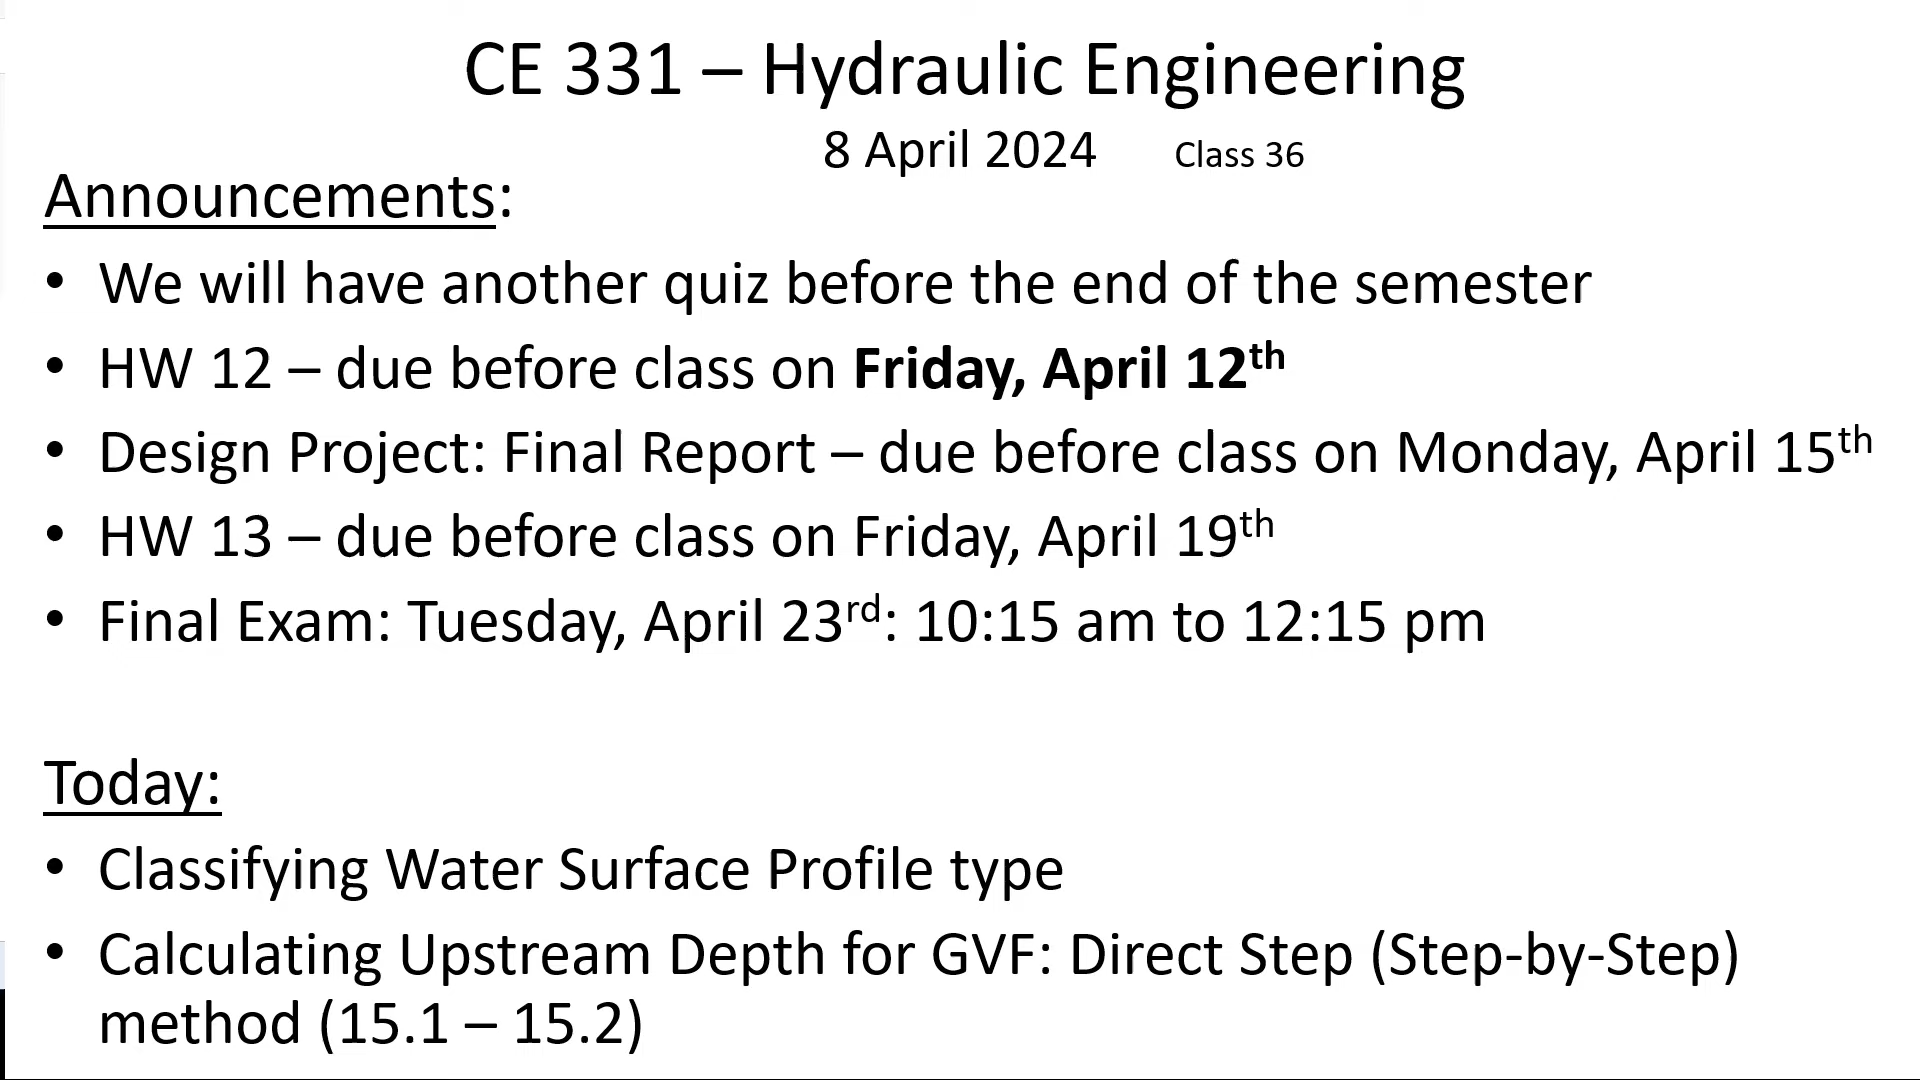 CE 331 – Hydraulic Engineering
8 April 2024 Class 36
Announcements:
• We will have another quiz before the end of the semester
• HW 12 – due before class on Friday, April 12th
• Design Project: Final Report – due before class on Monday, April 15th
• HW 13 – due before class on Friday, April 19th
• Final Exam: Tuesday, April 23rd: 10:15 am to 12:15 pm
Today:
• Classifying Water Surface Profile type
• Calculating Upstream Depth for GVF: Direct Step (Step-by-Step)
method (15.1 – 15.2)